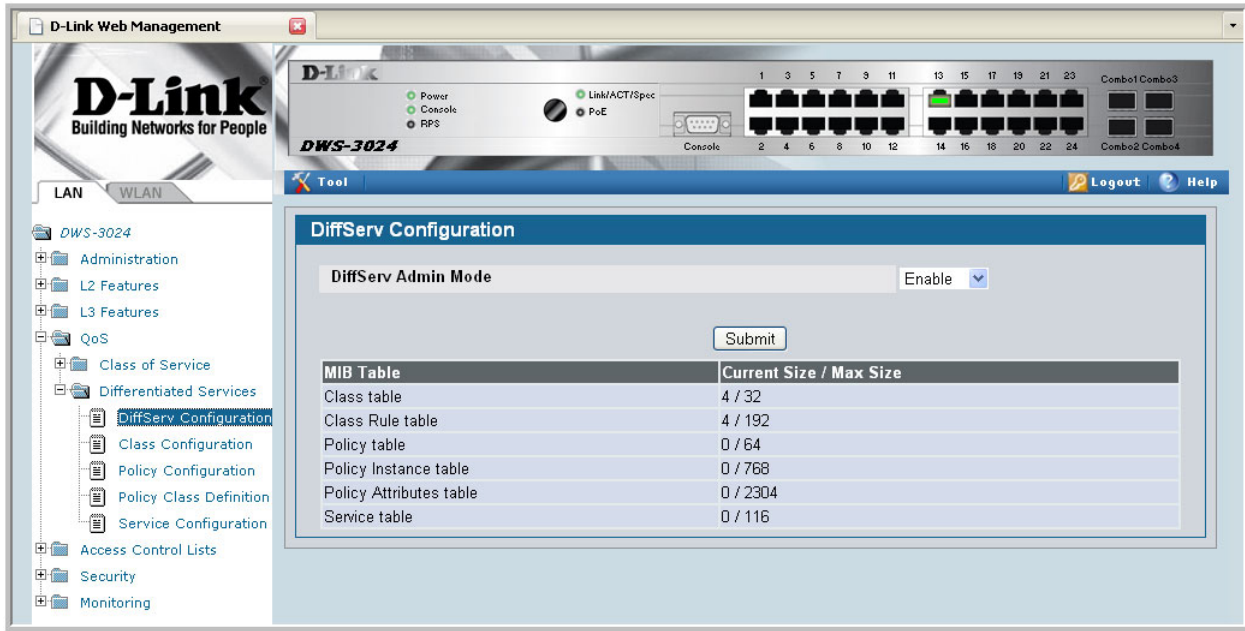 D-Link Web Management
D-Link
Building Networks for People
LAN
WLAN
DWS-3024
Administration
L2 Features
L3 Features
QoS
Class of Service
Differentiated Services
DiffServ Configuration
Class Configuration
Policy Configuration
Policy Class Definition
Service Configuration
Access Control Lists
Security
Monitoring
D-Link
Power
Console
RPS
Link/ACT/Spec
PoE
DWS-3024
Console
1 3 5 7 9 11 13 15 17 19 21 23 Combo1 Combo3
2 4 6 8 10 12 14 16 18 20 22 24 Combo2 Combo4
Tool
Logout
Help
DiffServ Configuration
DiffServ Admin Mode Enable
Submit
MIB Table Current Size / Max Size
Class table 4 / 32
Class Rule table 4 / 192
Policy table 0 / 64
Policy Instance table 0 / 768
Policy Attributes table 0 / 2304
Service table 0 / 116